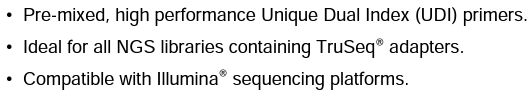 • Pre-mixed, high performance Unique Dual Index (UDI) primers.
• Ideal for all NGS libraries containing TruSeq® adapters.
• Compatible with Illumina® sequencing platforms.